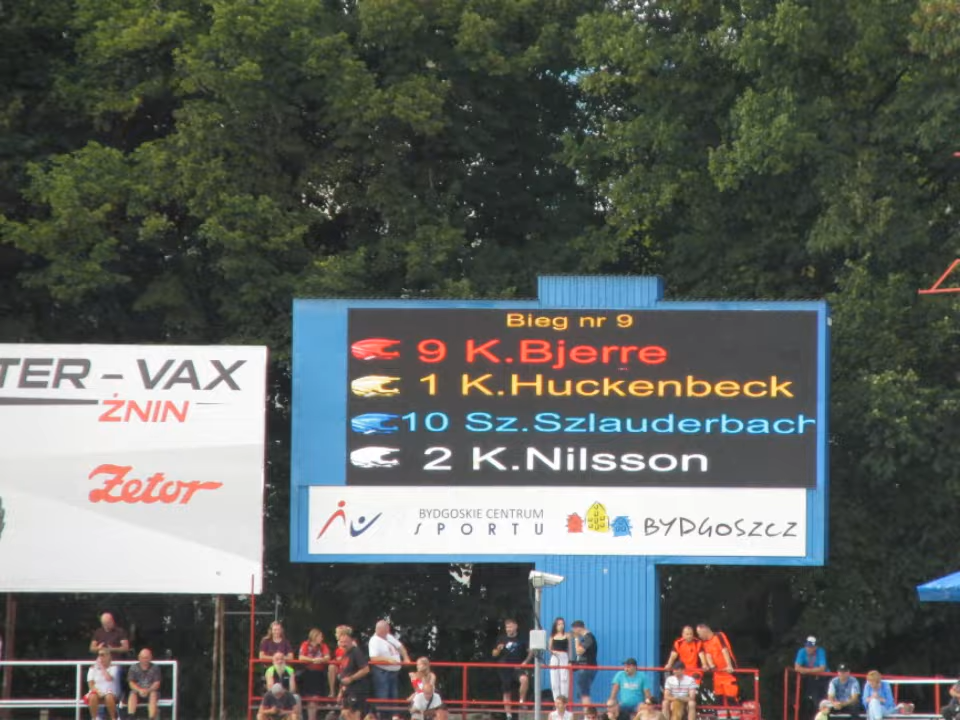 TER-VAX
ŻNIN
Zetor
Bieg nr 9
9 K.Bjerre
1 K.Huckenbeck
10 Sz.Szlauderbach
2 K.Nilsson
BYDGOSKIE CENTRUM
SPORTU
BYDGOSZCZ